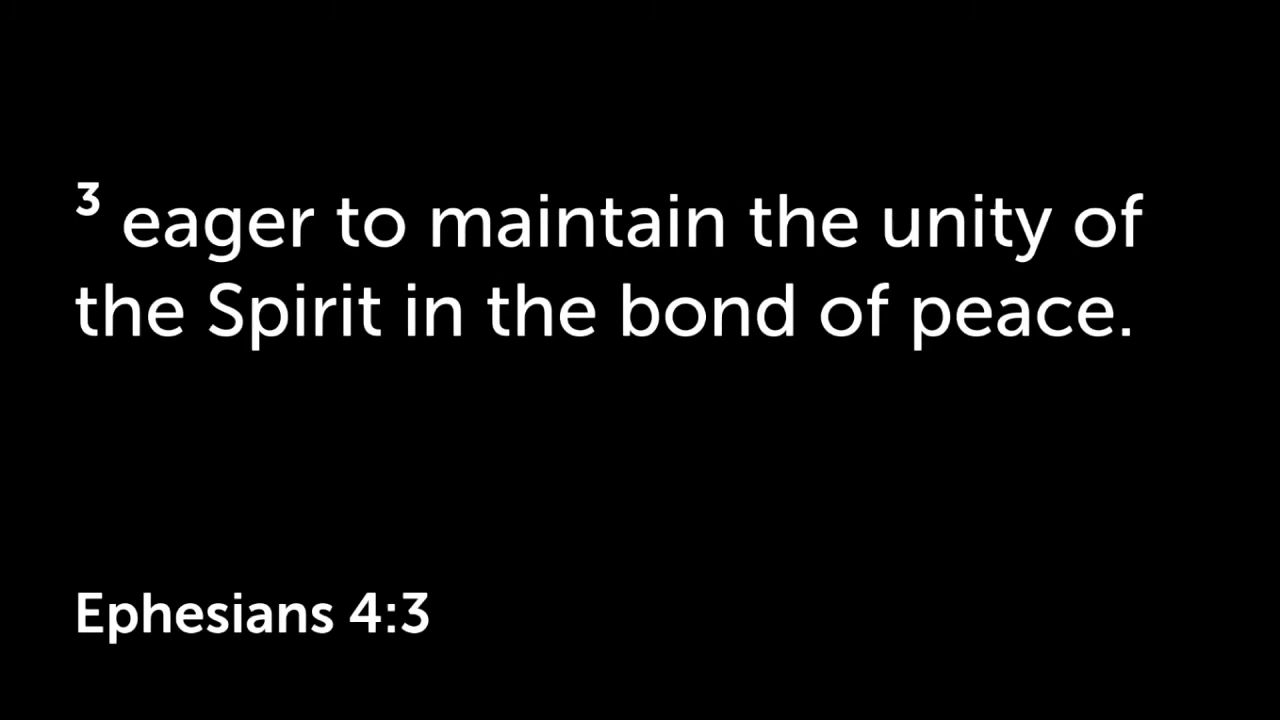 ³ eager to maintain the unity of
the Spirit in the bond of peace.
Ephesians 4:3